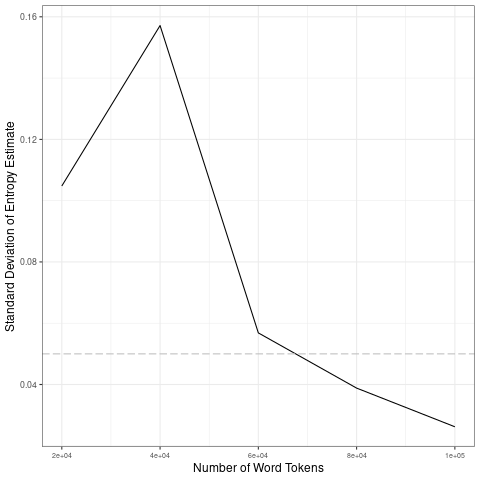 Standard Deviation of Entropy Estimate
0.16
0.12
0.08
0.04
2e+04 4e+04 6e+04 8e+04 1e+05
Number of Word Tokens